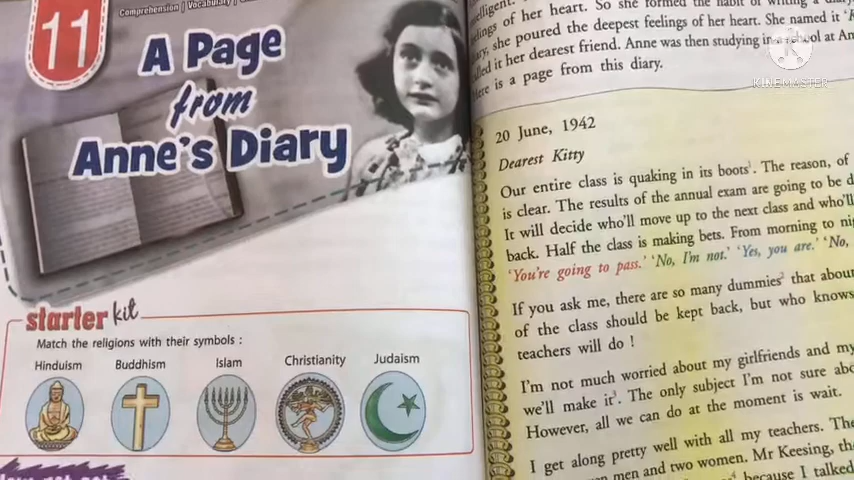 11
Comprehension | Vocabulary |
A Page
from
Anne's Diary
starter kit
Match the religions with their symbols :
Hinduism Buddhism Islam Christianity Judaism
intelligent.
feelings of her heart. So she formed the habit of writing a
she poured the deepest feelings of her heart. She named it
it her dearest friend. Anne was then studying in a school at
Here is a page from this diary.
KINEMASTER
20 June, 1942
Dearest Kitty
Our entire class is quaking in its boots1. The reason, of
is clear. The results of the annual exam are going to be
It will decide who'll move up to the next class and who'll
back. Half the class is making bets. From morning to
'You're going to pass.' 'No, I'm not.' 'Yes, you are.' 'No,
If you ask me, there are so many dummies2 that
of the class should be kept back, but who knows
teachers will do !
I'm not much worried about my girlfriends and my
we'll make it3. The only subject I'm not sure
However, all we can do at the moment is wait.
I get along pretty well with all my teachers.
men and two women. Mr Keesing,
because I talked